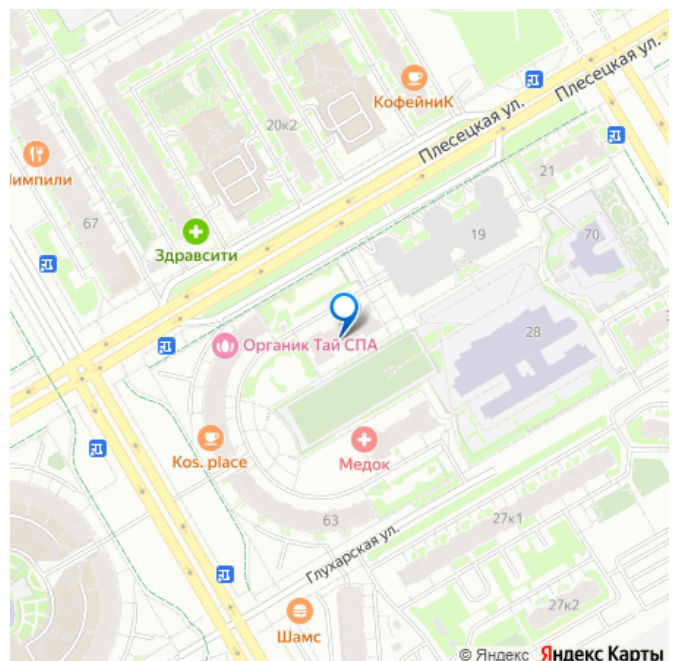 КофейниК
Плесецкая ул.
Плесецкая ул.
20к2
21
67
19
70
Здравсити
Органик Тай СПА
28
Kos. place
Медок
63
27к1
Глухарская ул.
27к2
Шамс
© Яндекс Яндекс Карты